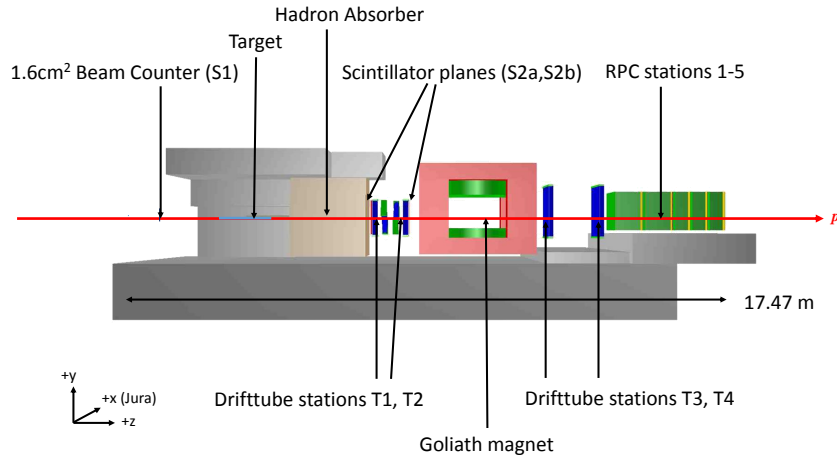 Hadron Absorber
Target
1.6cm² Beam Counter (S1)
Scintillator planes (S2a,S2b)
RPC stations 1-5
p
17.47 m
+y
+x (Jura)
+z
Drifttube stations T1, T2
Drifttube stations T3, T4
Goliath magnet